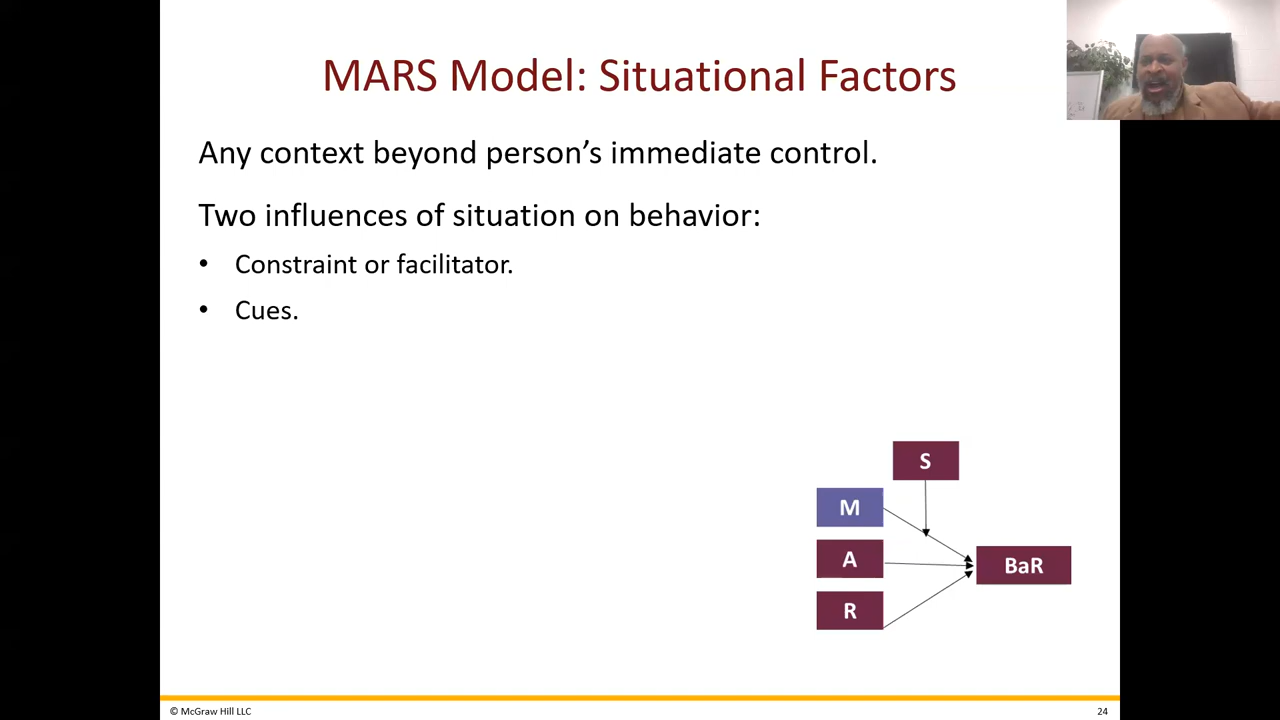 MARS Model: Situational Factors
Any context beyond person’s immediate control.
Two influences of situation on behavior:
• Constraint or facilitator.
• Cues.
S
M
A
BaR
R
© McGraw Hill LLC
24